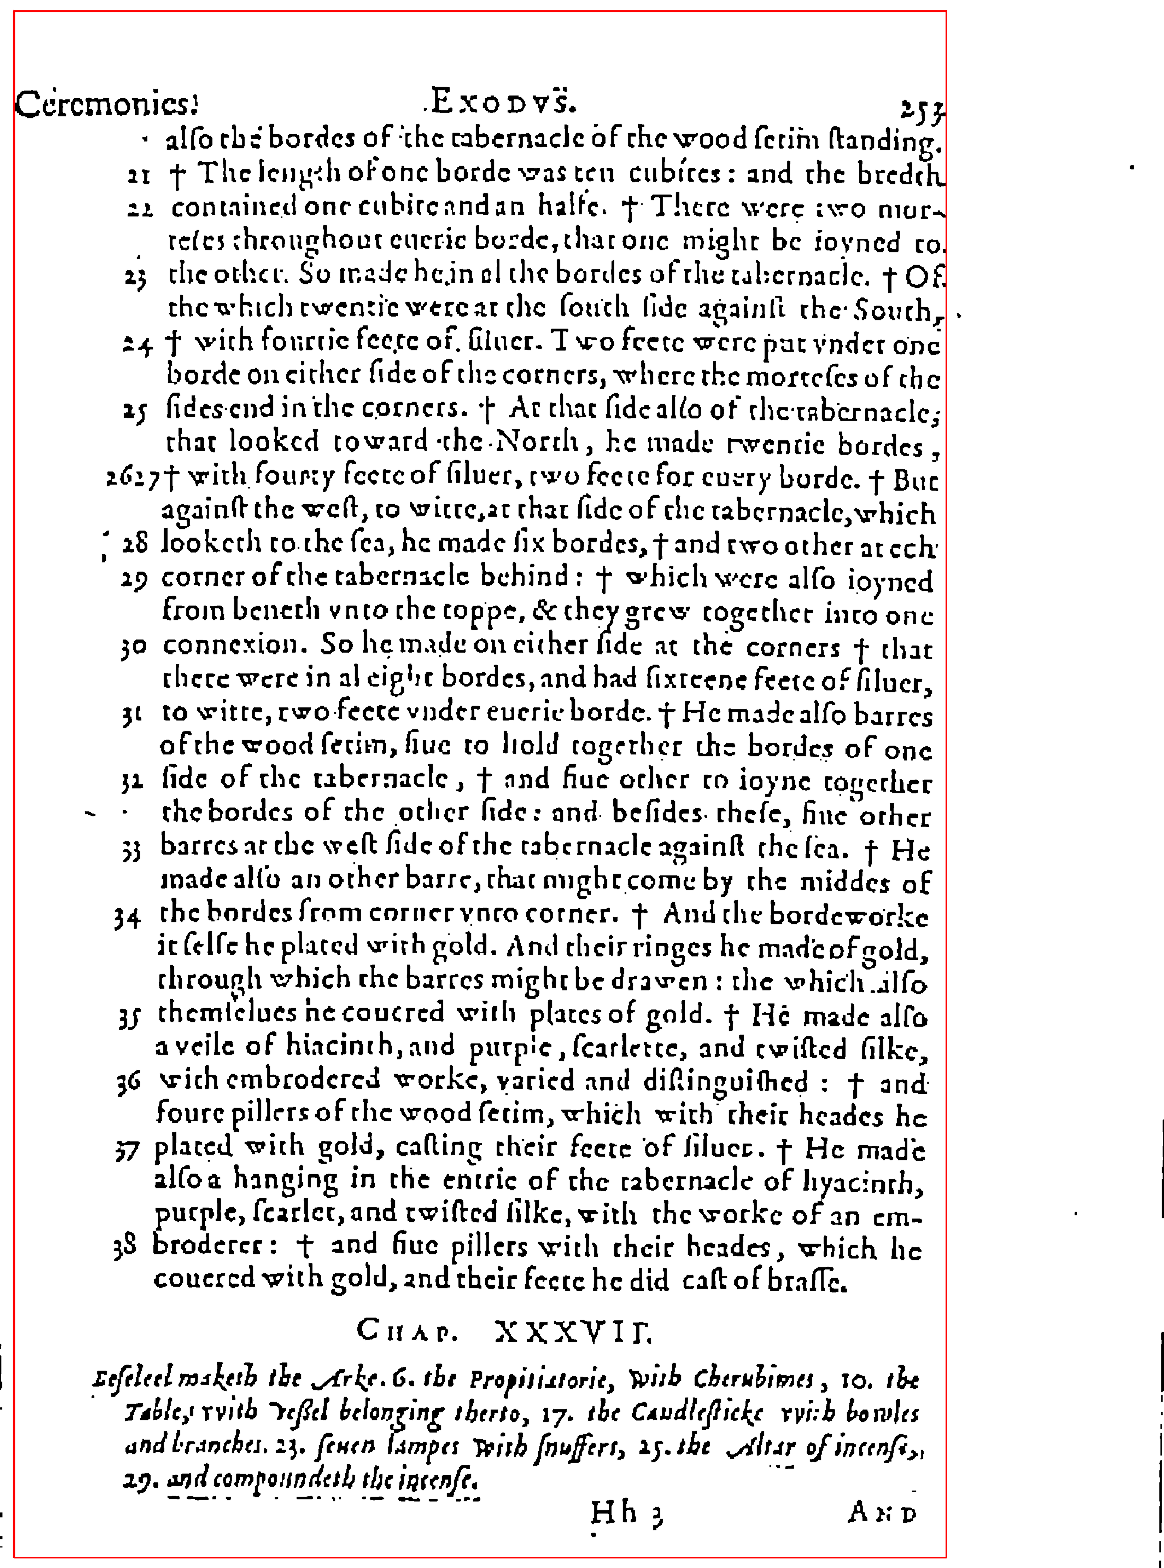 Ceremonies. EXODVS. 253
also the bordes of the tabernacle of the wood setim standing.
21 † The length of one borde was ten cubites: and the bredth
22 contained one cubite and an halfe. † There were two mor-
teses throughout euerie borde, that one might be ioyned to
23 the other. So made he in al the bordes of the tabernacle. † Of
the which twentie were at the south side against the South,
24 † with fourtie feete of siluer. Two feete were put vnder one
borde on either side of the corners, where the morteses of the
25 sides end in the corners. † At that side also of the tabernacle,
that looked toward the North, he made twentie bordes,
26 27 † with fourty feete of siluer, two feete for euery borde. † But
against the west, to witte, at that side of the tabernacle, which
28 looketh to the sea, he made six bordes, † and two other at ech
29 corner of the tabernacle behind: † which were also ioyned
from beneth vnto the toppe, & they grew together into one
30 connexion. So he made on either side at the corners † that
there were in al eight bordes, and had sixteene feete of siluer,
31 to witte, two feete vnder euerie borde. † He made also barres
of the wood setim, fiue to hold together the bordes of one
32 side of the tabernacle, † and fiue other to ioyne together
the bordes of the other side: and besides these, fiue other
33 barres at the west side of the tabernacle against the sea. † He
made also an other barre, that might come by the middes of
34 the bordes from corner vnto corner. † And the bordeworke
it selfe he plated with gold. And their ringes he made of gold,
through which the barres might be drawen: the which also
35 themselues he couered with plates of gold. † He made also
a veile of hiacinth, and purple, scarlette, and twisted silke,
36 with embrodered worke, varied and distinguished: † and
foure pillers of the wood setim, which with their heades he
37 plated with gold, casting their feete of siluer. † He made
also a hanging in the entrie of the tabernacle of hyacinth,
purple, scarlet, and twisted silke, with the worke of an em-
38 broderer: † and fiue pillers with their heades, which he
couered with gold, and their feete he did cast of brasse.
CHAP. XXXVII.
Beseleel maketh the Arke. 6. the Propitiatorie, with Cherubimes, 10. the
Table, with vessel belonging therto, 17. the Candlesticke with bowles
and branches. 23. seuen lampes with snuffers, 25. the Altar of incense,
29. and compoundeth the incense.
Hh 3 AND